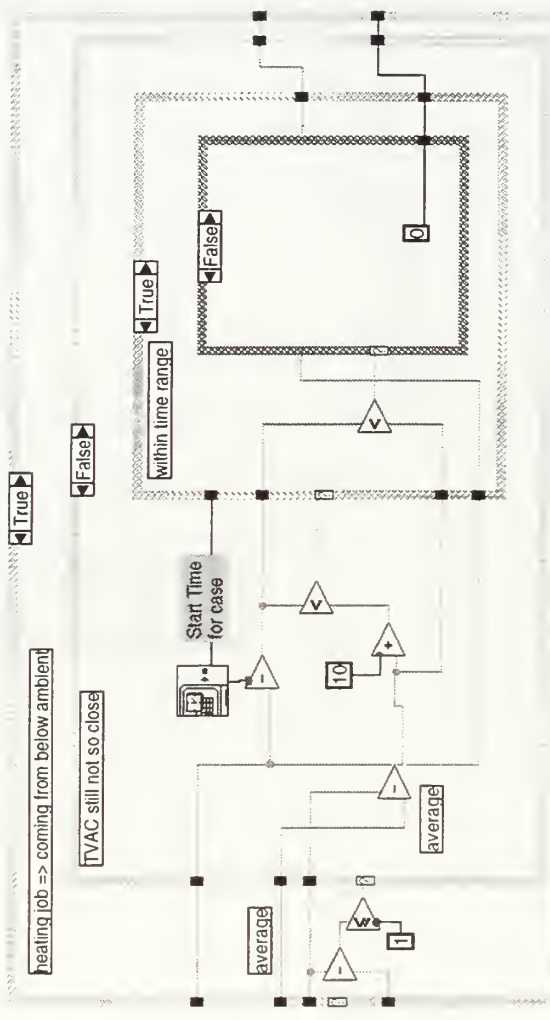 True
heating job => coming from below ambient
False
TVAC still not so close
True
within time range
False
0
Start Time
for case
10
average
average
1